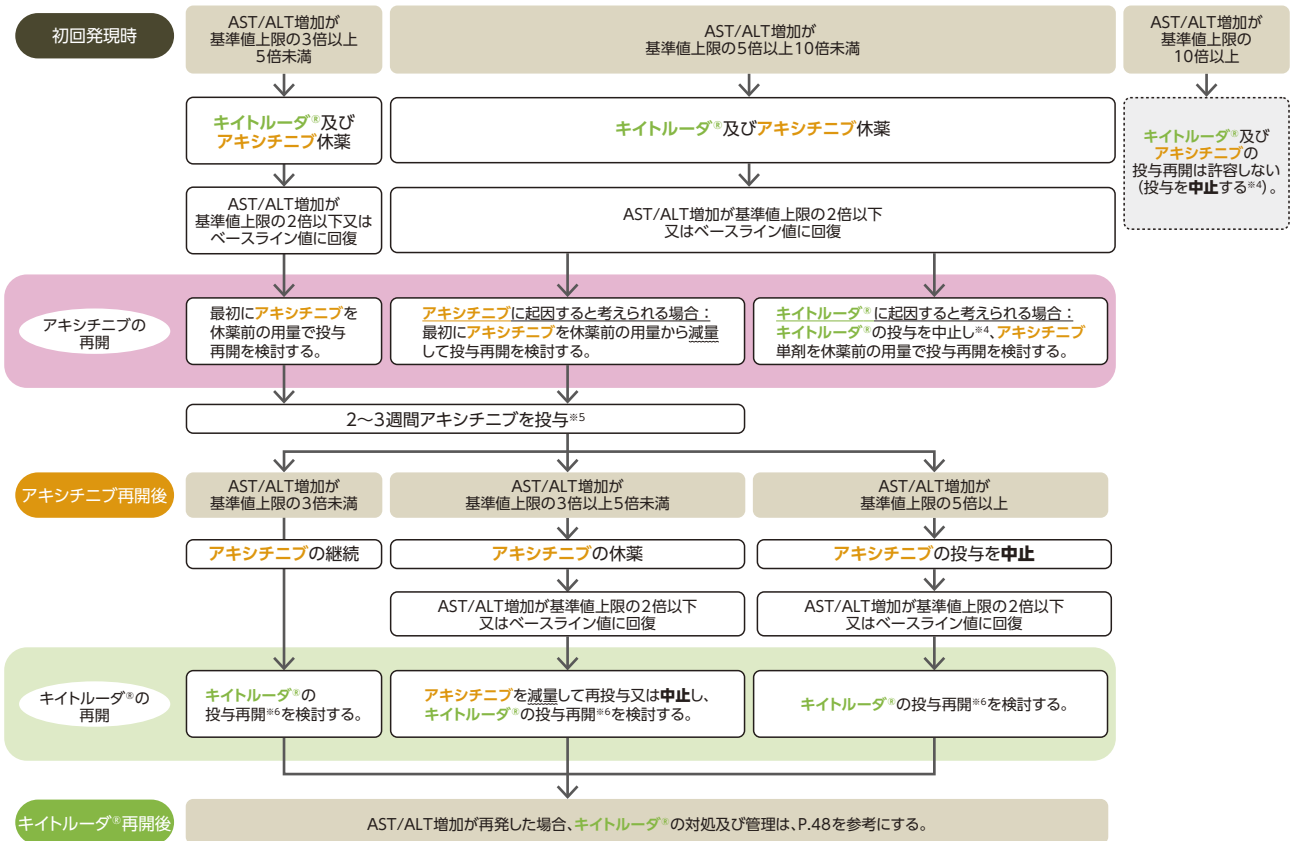 初回発現時
AST/ALT増加が
基準値上限の3倍以上
5倍未満
AST/ALT増加が
基準値上限の5倍以上10倍未満
AST/ALT増加が
基準値上限の
10倍以上
キイトルーダ®及び
アキシチニブ休薬
キイトルーダ®及びアキシチニブ休薬
キイトルーダ®及び
アキシチニブの
投与再開は許容しない
（投与を中止する※4）。
AST/ALT増加が
基準値上限の2倍以下又は
ベースライン値に回復
AST/ALT増加が基準値上限の2倍以下
又はベースライン値に回復
アキシチニブの
再開
最初にアキシチニブを
休薬前の用量で投与
再開を検討する。
アキシチニブに起因すると考えられる場合：
最初にアキシチニブを休薬前の用量から減量
して投与再開を検討する。
キイトルーダ®に起因すると考えられる場合：
キイトルーダ®の投与を中止し※4、アキシチニブ
単剤を休薬前の用量で投与再開を検討する。
2～3週間アキシチニブを投与※5
アキシチニブ再開後
AST/ALT増加が
基準値上限の3倍未満
AST/ALT増加が
基準値上限の3倍以上5倍未満
AST/ALT増加が
基準値上限の5倍以上
アキシチニブの継続
アキシチニブの休薬
アキシチニブの投与を中止
AST/ALT増加が基準値上限の2倍以下
又はベースライン値に回復
AST/ALT増加が基準値上限の2倍以下
又はベースライン値に回復
キイトルーダ®の
再開
キイトルーダ®の
投与再開※6を検討する。
アキシチニブを減量して再投与又は中止し、
キイトルーダ®の投与再開※6を検討する。
キイトルーダ®の投与再開※6を検討する。
キイトルーダ®再開後
AST/ALT増加が再発した場合、キイトルーダ®の対処及び管理は、P.48を参考にする。